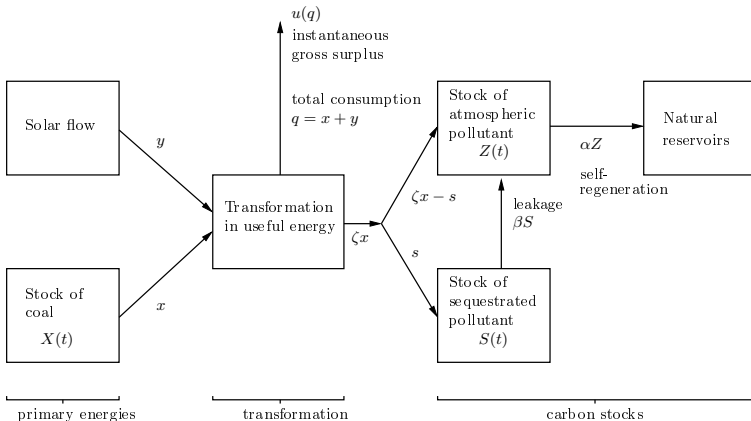 u(q)
instantaneous
gross surplus
total consumption
q = x + y
Solar flow
y
Stock of
atmospheric
pollutant
Z(t)
Natural
reservoirs
αZ
self-
regeneration
Transformation
in useful energy
ζx
ζx − s
s
leakage
βS
Stock of
coal
X(t)
x
Stock of
sequestrated
pollutant
S(t)
primary energies
transformation
carbon stocks